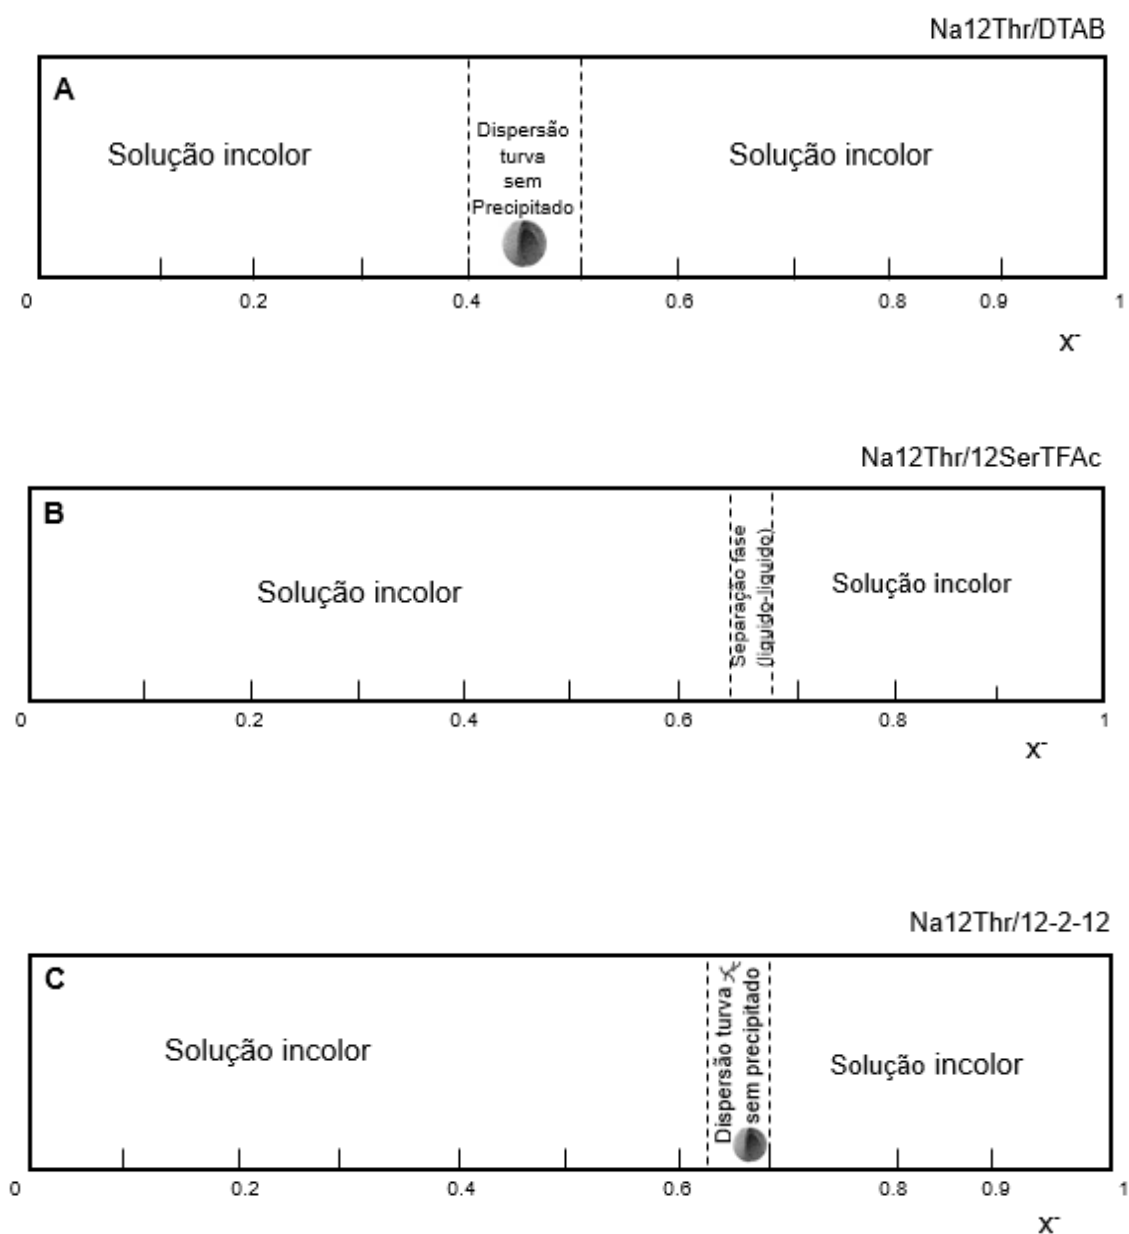 Na12Thr/DTAB
A
Solução incolor
Dispersão
turva
sem
Precipitado
Solução incolor
0
0.2
0.4
0.6
0.8
0.9
1
x-
Na12Thr/12SerTFAc
B
Solução incolor
Separação fase
(liquido-liquido)
Solução incolor
0
0.2
0.4
0.6
0.8
1
x-
Na12Thr/12-2-12
C
Solução incolor
Dispersão turva
sem precipitado
Solução incolor
0
0.2
0.4
0.6
0.8
0.9
1
x-